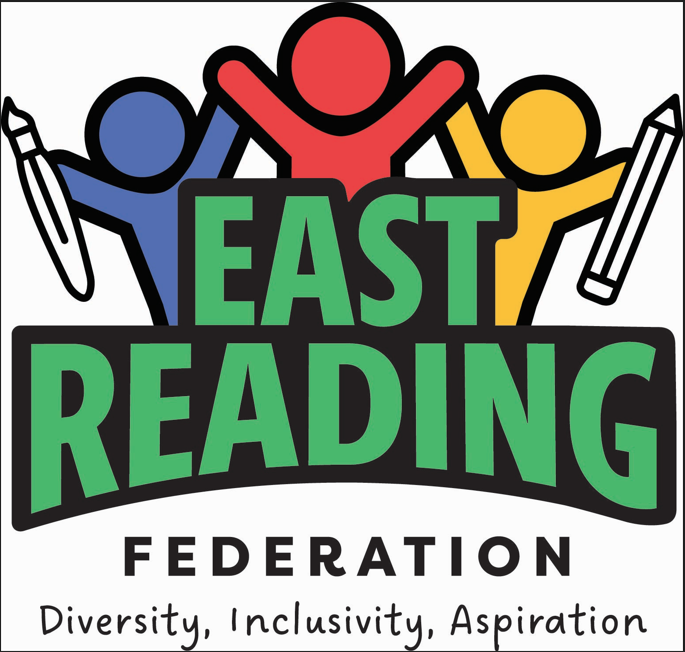 EAST
READING
FEDERATION
Diversity, Inclusivity, Aspiration